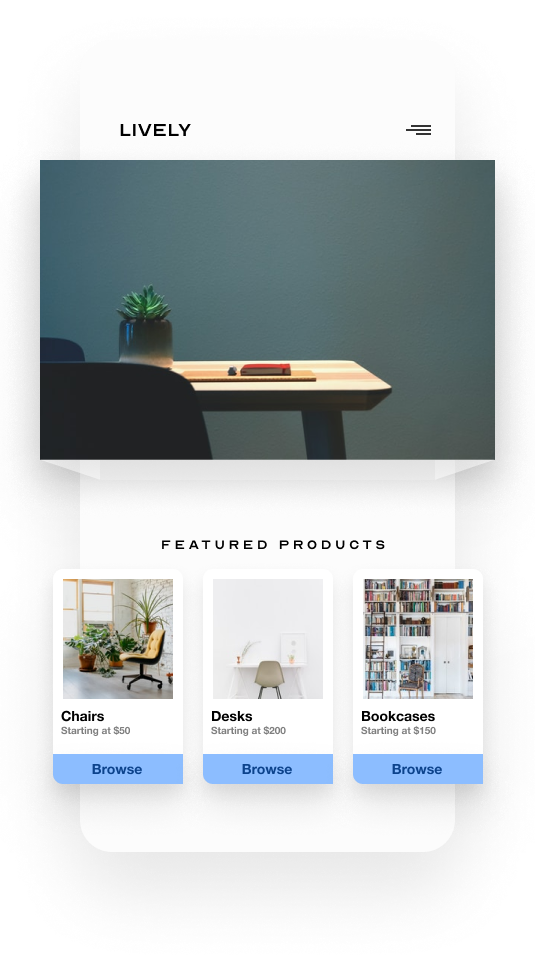 LIVELY
FEATURED PRODUCTS
Chairs
Starting at $50
Browse
Desks
Starting at $200
Browse
Bookcases
Starting at $150
Browse